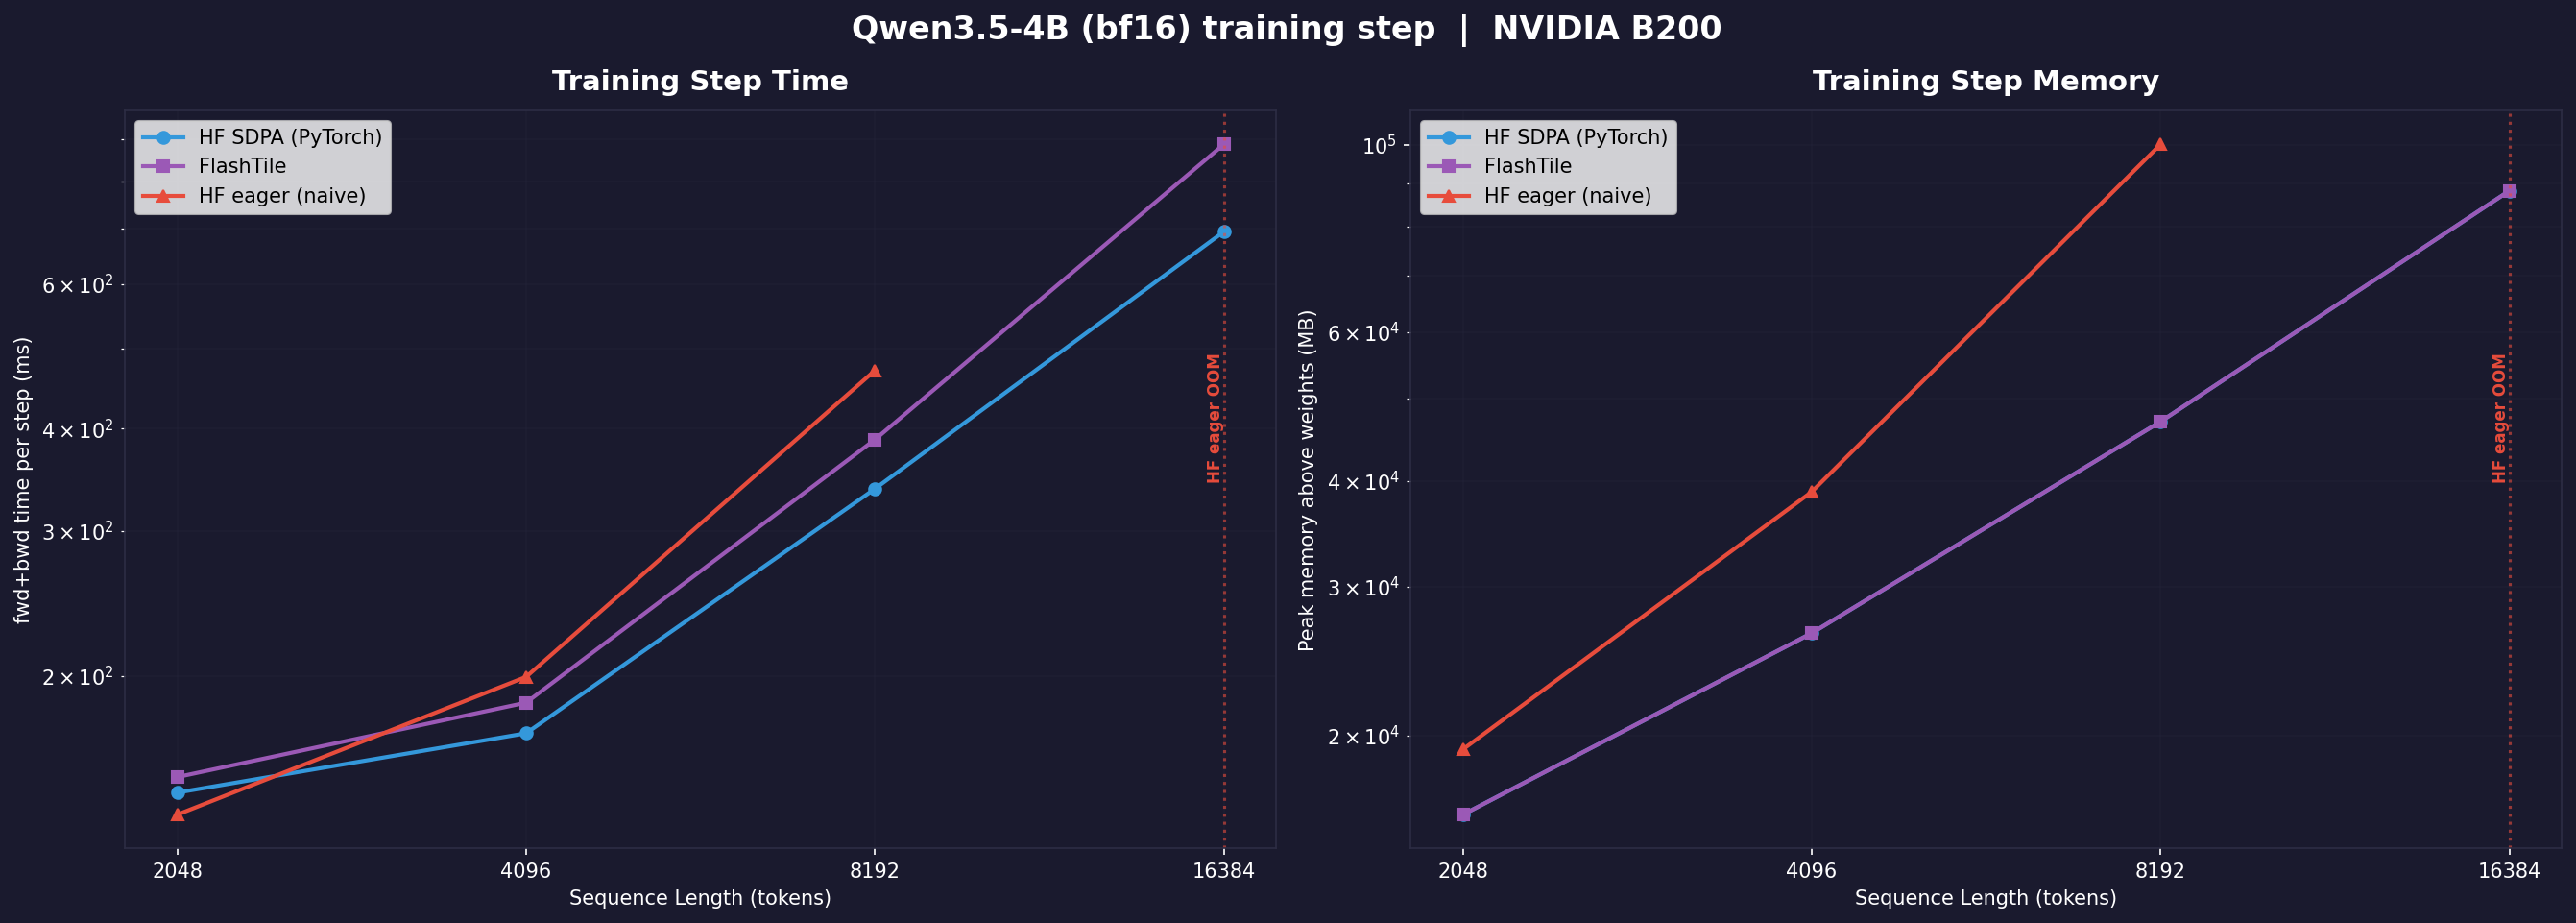 Qwen3.5-4B (bf16) training step | NVIDIA B200
Training Step Time
HF SDPA (PyTorch)
FlashTile
HF eager (naive)
6 × 10²
4 × 10²
3 × 10²
2 × 10²
fwd+bwd time per step (ms)
HF eager OOM
2048
4096
8192
16384
Sequence Length (tokens)
Training Step Memory
HF SDPA (PyTorch)
FlashTile
HF eager (naive)
10⁵
6 × 10⁴
4 × 10⁴
3 × 10⁴
2 × 10⁴
Peak memory above weights (MB)
HF eager OOM
2048
4096
8192
16384
Sequence Length (tokens)